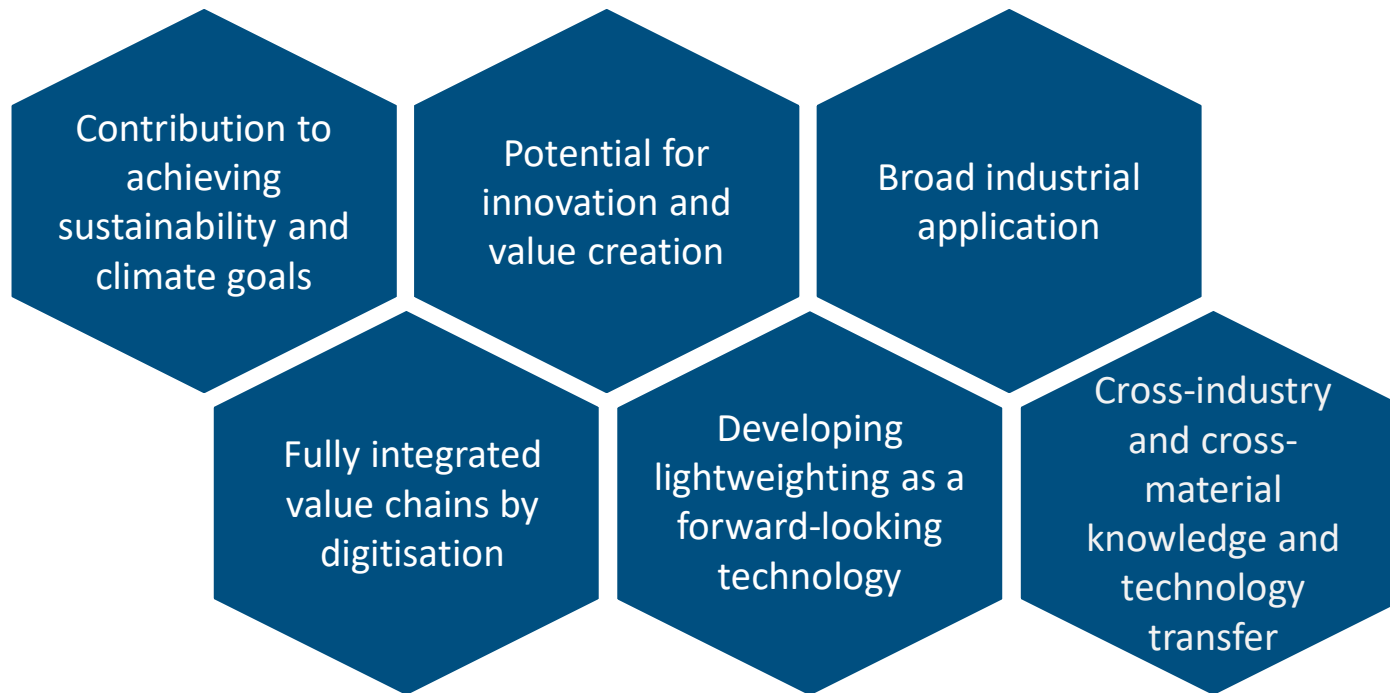 Contribution to
achieving
sustainability and
climate goals
Potential for
innovation and
value creation
Broad industrial
application
Fully integrated
value chains by
digitisation
Developing
lightweighting as a
forward-looking
technology
Cross-industry
and cross-
material
knowledge and
technology
transfer